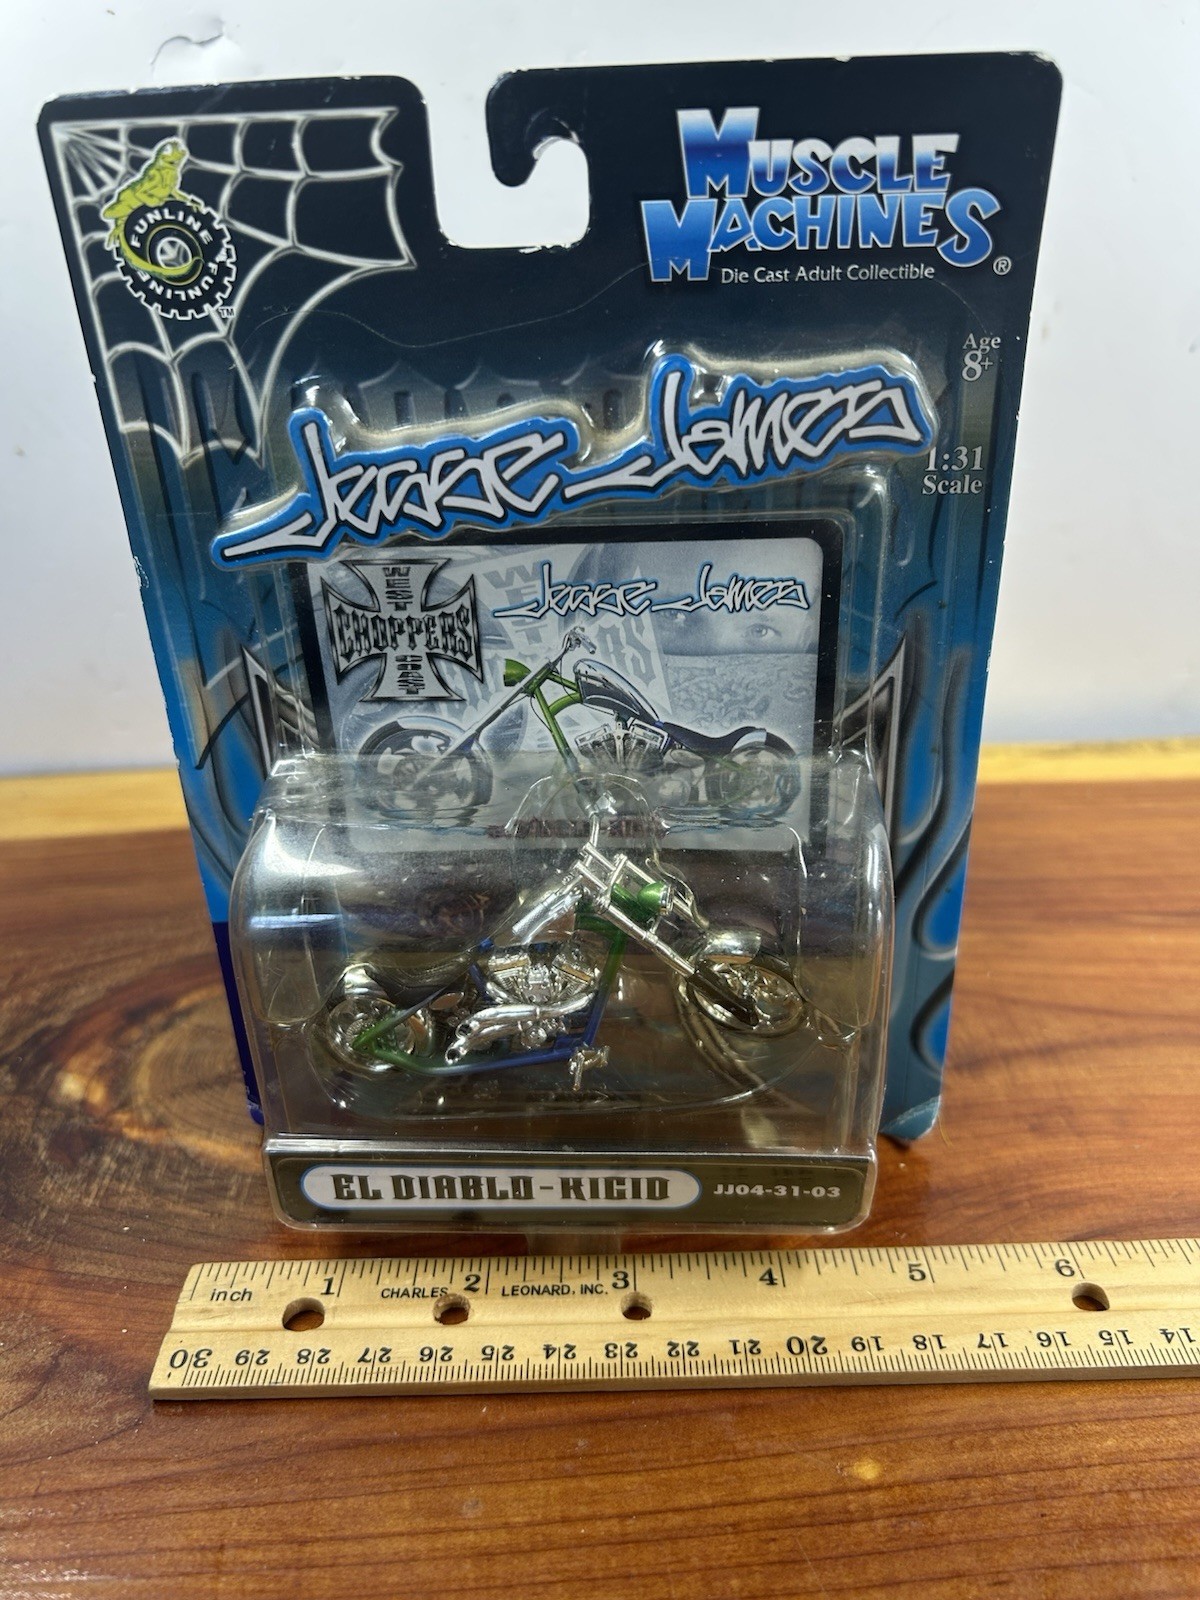 FUNLINE FUNLINE
TM
MUSCLE
MACHINES®
Die Cast Adult Collectible
Age
8+
1:31
Scale
Jesse James
WEST
CHOPPERS
COAST
Jesse James
EL DIABLO-KIGID
JJ04-31-03
inch 1 2 3 4 5 6
CHARLES LEONARD, INC.
30 29 28 27 26 25 24 23 22 21 20 19 18 17 16 15 14